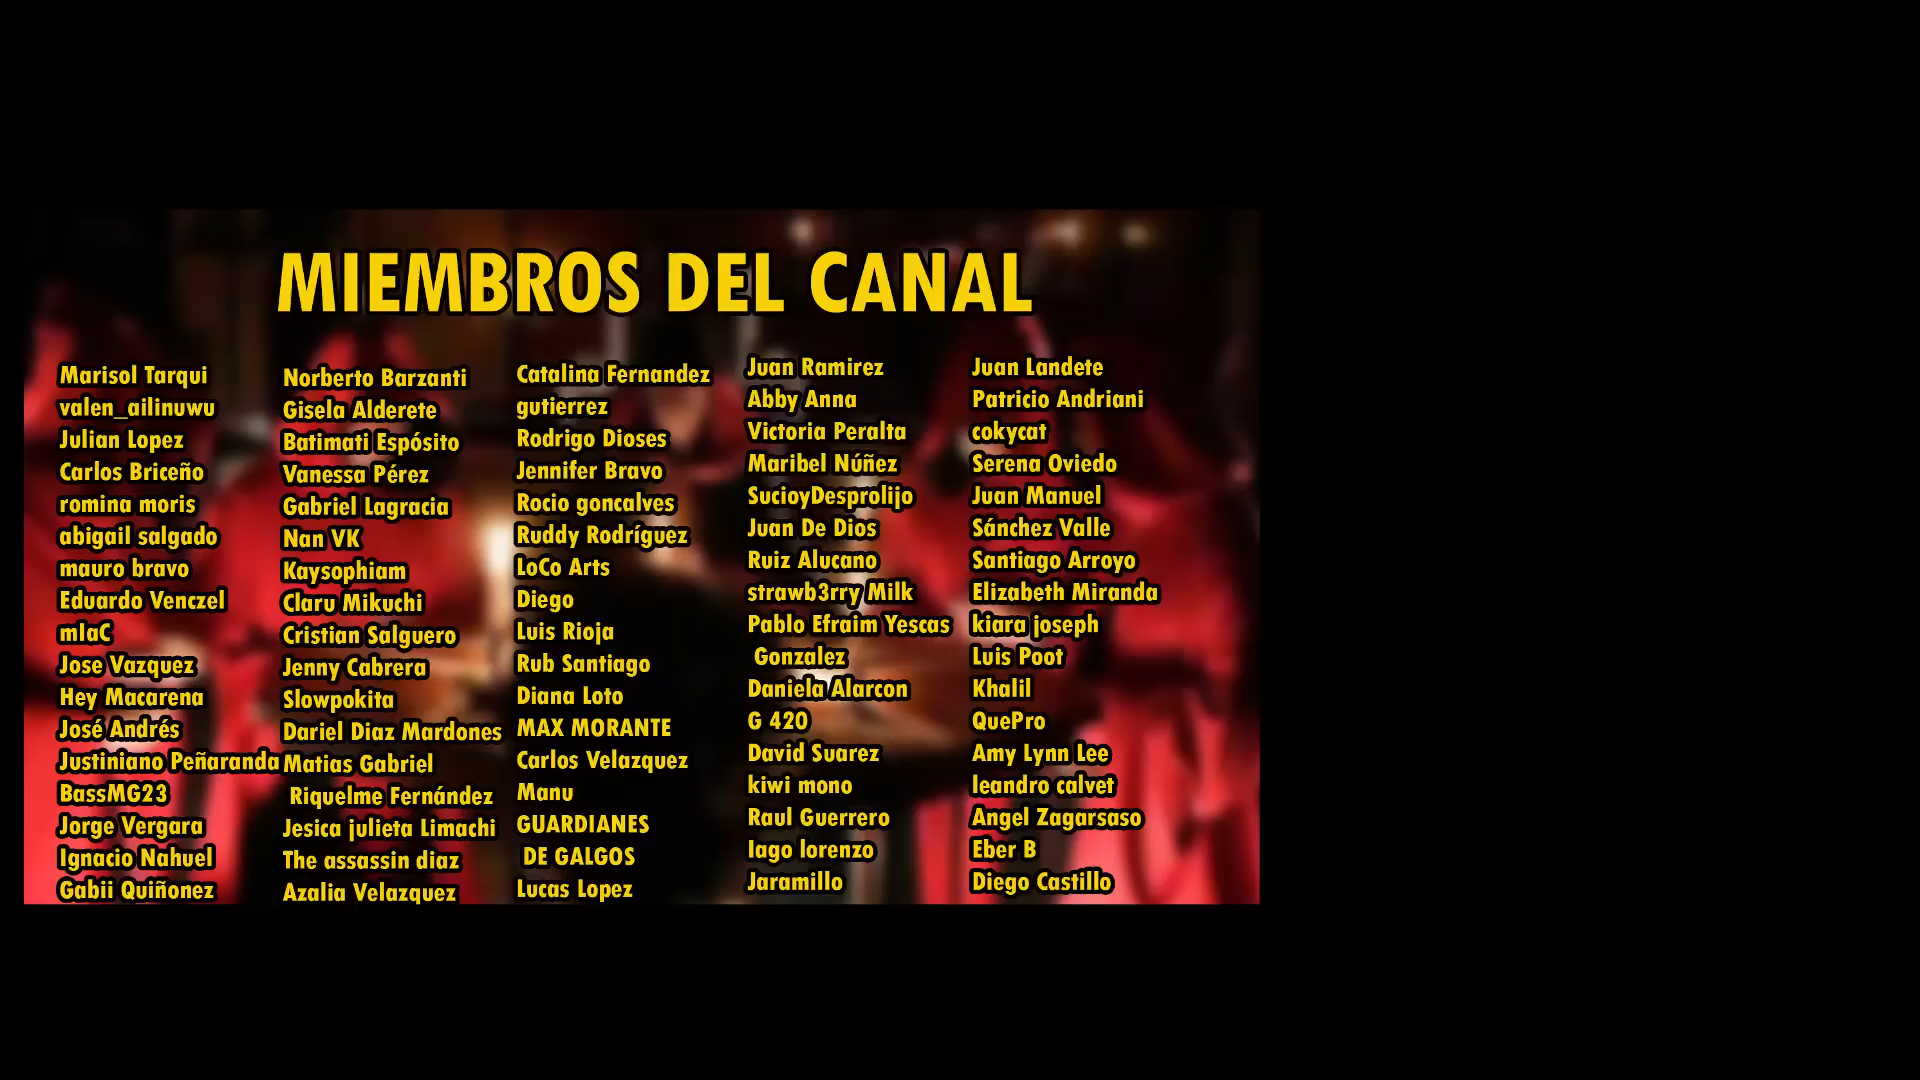 MIEMBROS DEL CANAL
Marisol Tarqui
valen_ailinuwu
Julian Lopez
Carlos Briceño
romina moris
abigail salgado
mauro bravo
Eduardo Venczel
mlaC
Jose Vazquez
Hey Macarena
José Andrés
Justiniano Peñaranda
BassMG23
Jorge Vergara
Ignacio Nahuel
Gabii Quiñonez
Norberto Barzanti
Gisela Alderete
Batimati Espósito
Vanessa Pérez
Gabriel Lagracia
Nan VK
Kaysophiam
Claru Mikuchi
Cristian Salguero
Jenny Cabrera
Slowpokita
Dariel Diaz Mardones
Matias Gabriel
Riquelme Fernández
Jesica julieta Limachi
The assassin diaz
Azalia Velazquez
Catalina Fernandez
gutierrez
Rodrigo Dioses
Jennifer Bravo
Rocio goncalves
Ruddy Rodríguez
LoCo Arts
Diego
Luis Rioja
Rub Santiago
Diana Loto
MAX MORANTE
Carlos Velazquez
Manu
GUARDIANES
DE GALGOS
Lucas Lopez
Juan Ramirez
Abby Anna
Victoria Peralta
Maribel Núñez
SucioyDesprolijo
Juan De Dios
Ruiz Alucano
strawb3rry Milk
Pablo Efraim Yescas
Gonzalez
Daniela Alarcon
G 420
David Suarez
kiwi mono
Raul Guerrero
Iago lorenzo
Jaramillo
Juan Landete
Patricio Andriani
cokycat
Serena Oviedo
Juan Manuel
Sánchez Valle
Santiago Arroyo
Elizabeth Miranda
kiara joseph
Luis Poot
Khalil
QuePro
Amy Lynn Lee
leandro calvet
Angel Zagarsaso
Eber B
Diego Castillo